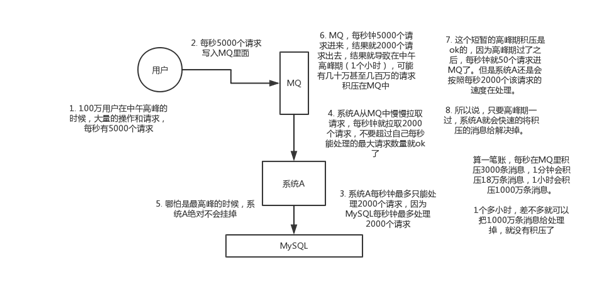 2. 每秒5000个请求
写入MQ里面
用户
1. 100万用户在中午高峰的
时候，大量的操作和请求，
每秒有5000个请求
MQ
6. MQ，每秒钟5000个请
求进来，结果就2000个请
求出去，结果就导致在中午
高峰期（1个小时），可能
有几十万甚至几百万的请求
积压在MQ中
7. 这个短暂的高峰期积压是
ok的，因为高峰期过了之
后，每秒钟就50个请求进
MQ了。但是系统A还是会
按照每秒2000个该请求的
速度在处理。
4. 系统A从MQ中慢慢拉取
请求，每秒钟就拉取2000
个请求，不要超过自己每秒
能处理的最大请求数量就ok
了
8. 所以说，只要高峰期一
过，系统A就会快速的将积
压的消息给解决掉。
系统A
5. 哪怕是最高峰的时候，系
统A绝对不会挂掉
3. 系统A每秒钟最多只能处
理2000个请求，因为
MySQL每秒钟最多处理
2000个请求
算一笔账，每秒在MQ里积
压3000条消息，1分钟会积
压18万条消息，1小时会积
压1000万条消息。
1个多小时，差不多就可以
把1000万条消息给处理
掉，就没有积压了
MySQL